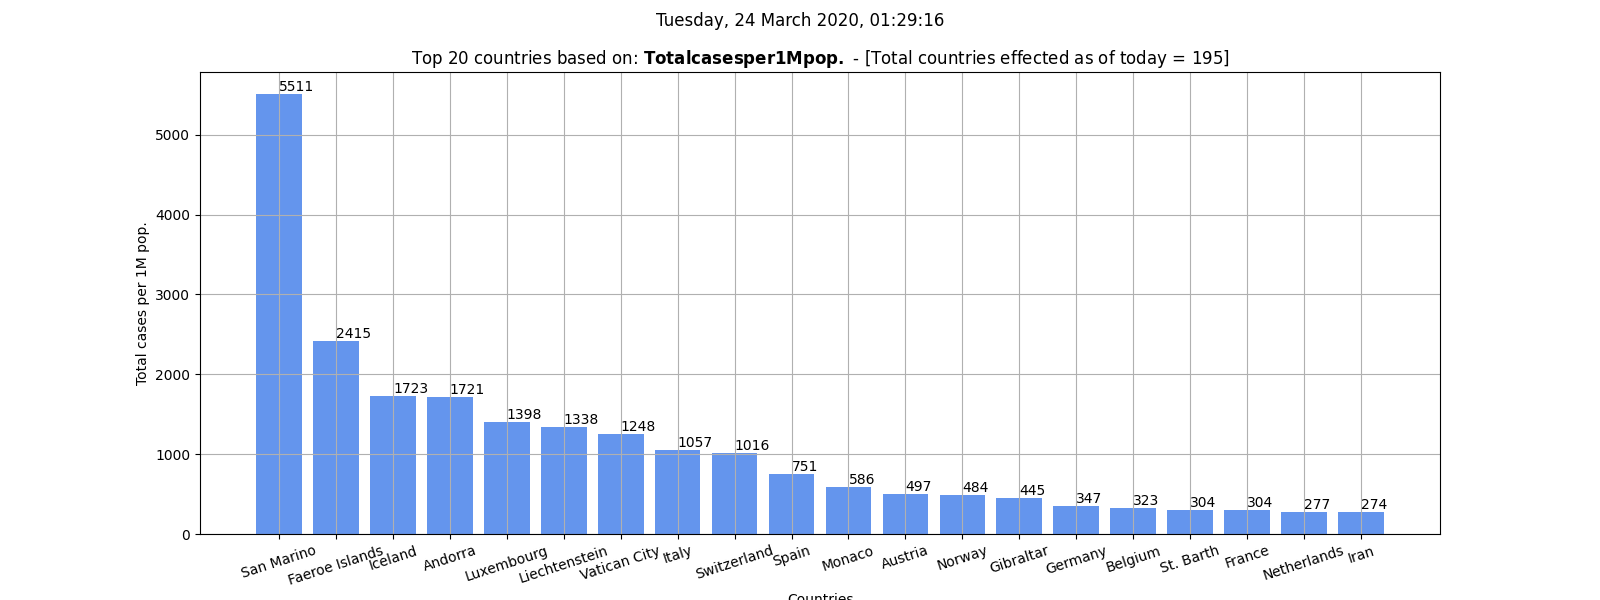 Tuesday, 24 March 2020, 01:29:16
Top 20 countries based on: Totalcasesper1Mpop. - [Total countries effected as of today = 195]
Total cases per 1M pop.
5000
4000
3000
2000
1000
0
5511
2415
1723
1721
1398
1338
1248
1057
1016
751
586
497
484
445
347
323
304
304
277
274
San Marino
Faeroe Islands
Iceland
Andorra
Luxembourg
Liechtenstein
Vatican City
Italy
Switzerland
Spain
Monaco
Austria
Norway
Gibraltar
Germany
Belgium
St. Barth
France
Netherlands
Iran
Countries